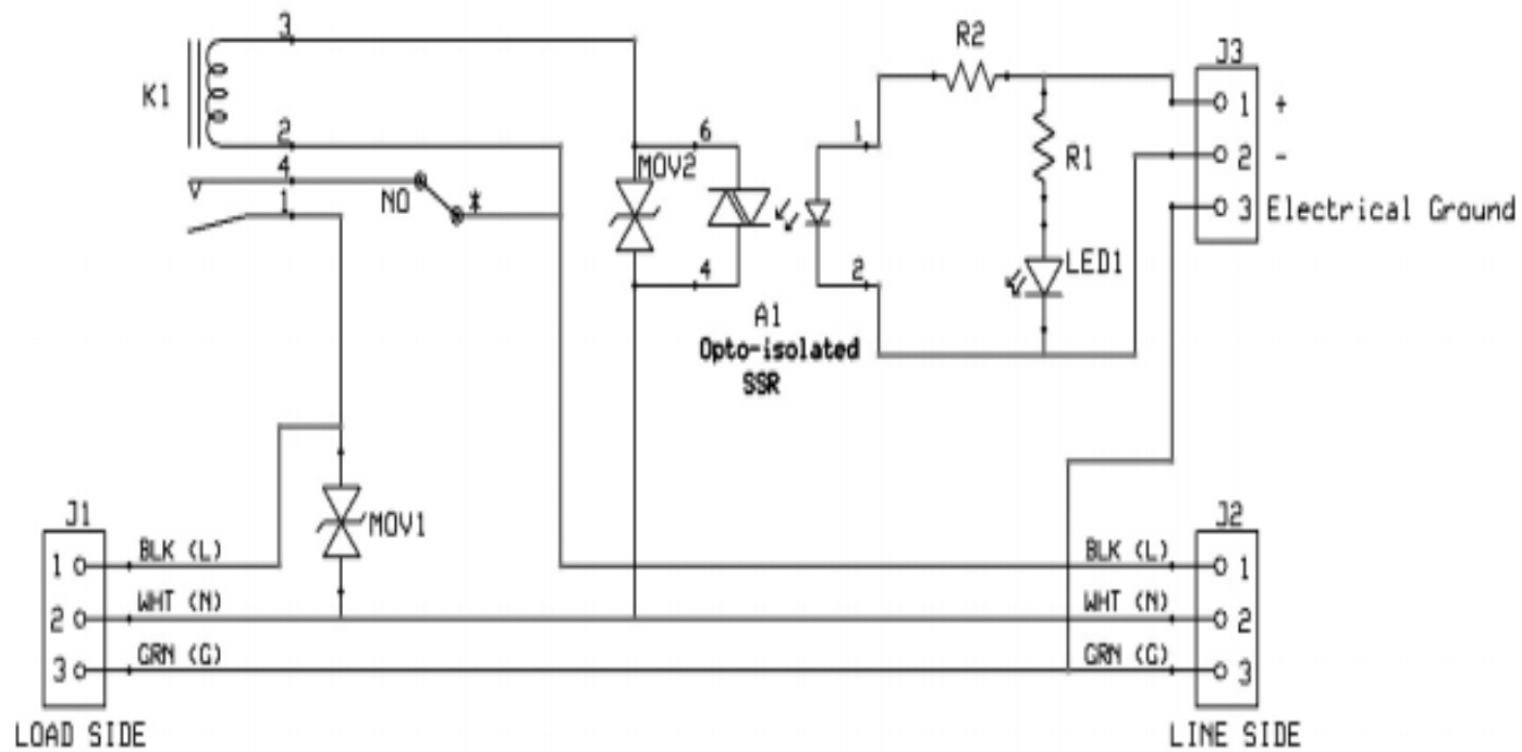 3
K1
2
4
NO
*
1
MOV2
6
4
A1
Opto-isolated
SSR
1
2
R2
R1
LED1
J3
1 +
2 -
3 Electrical Ground
J1
1
2
3
BLK (L)
WHT (N)
GRN (G)
LOAD SIDE
MOV1
J2
BLK (L)
WHT (N)
GRN (G)
1
2
3
LINE SIDE